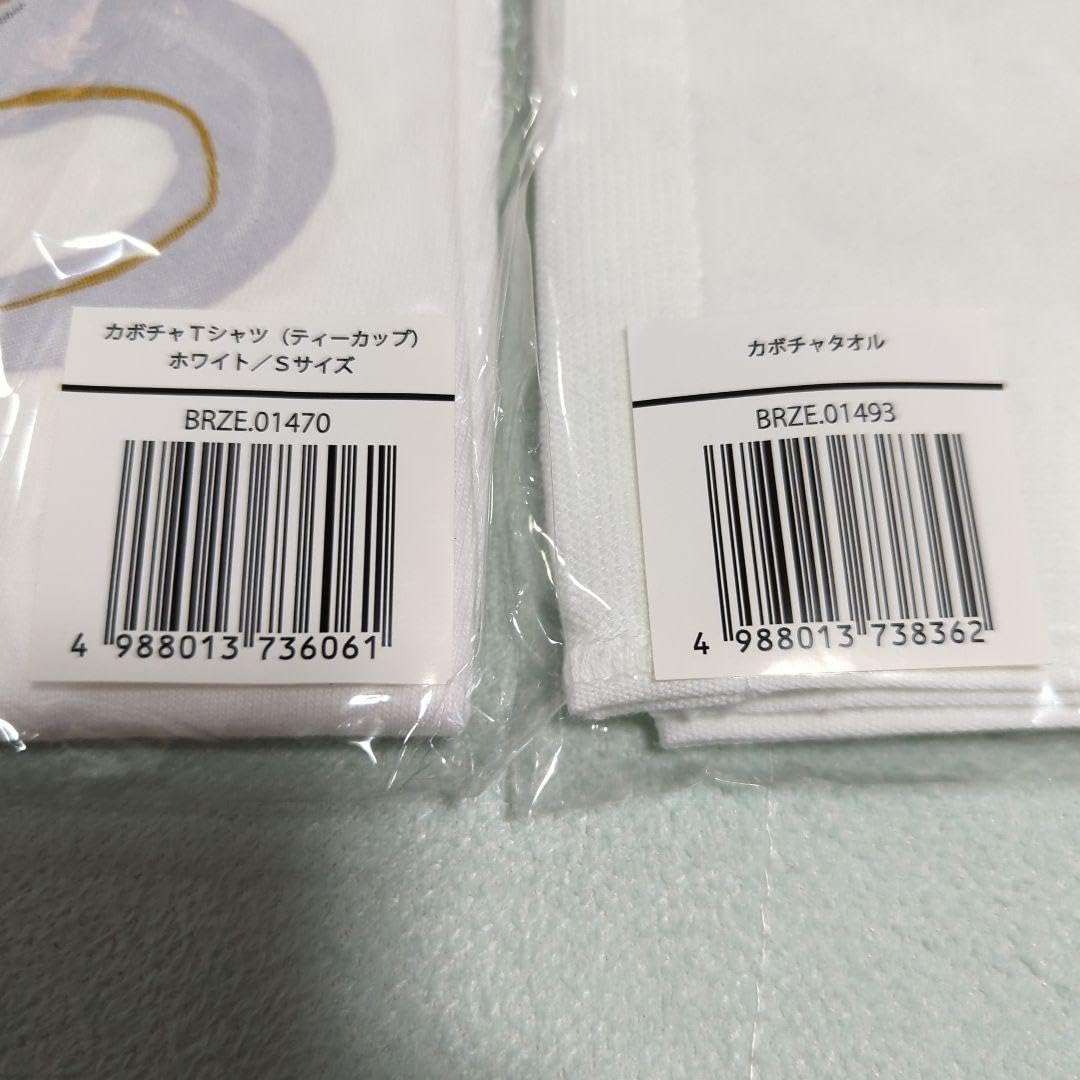 カボチャTシャツ（ティーカップ）
ホワイト／Sサイズ
BRZE.01470
4 988013 736061
カボチャタオル
BRZE.01493
4 988013 738362